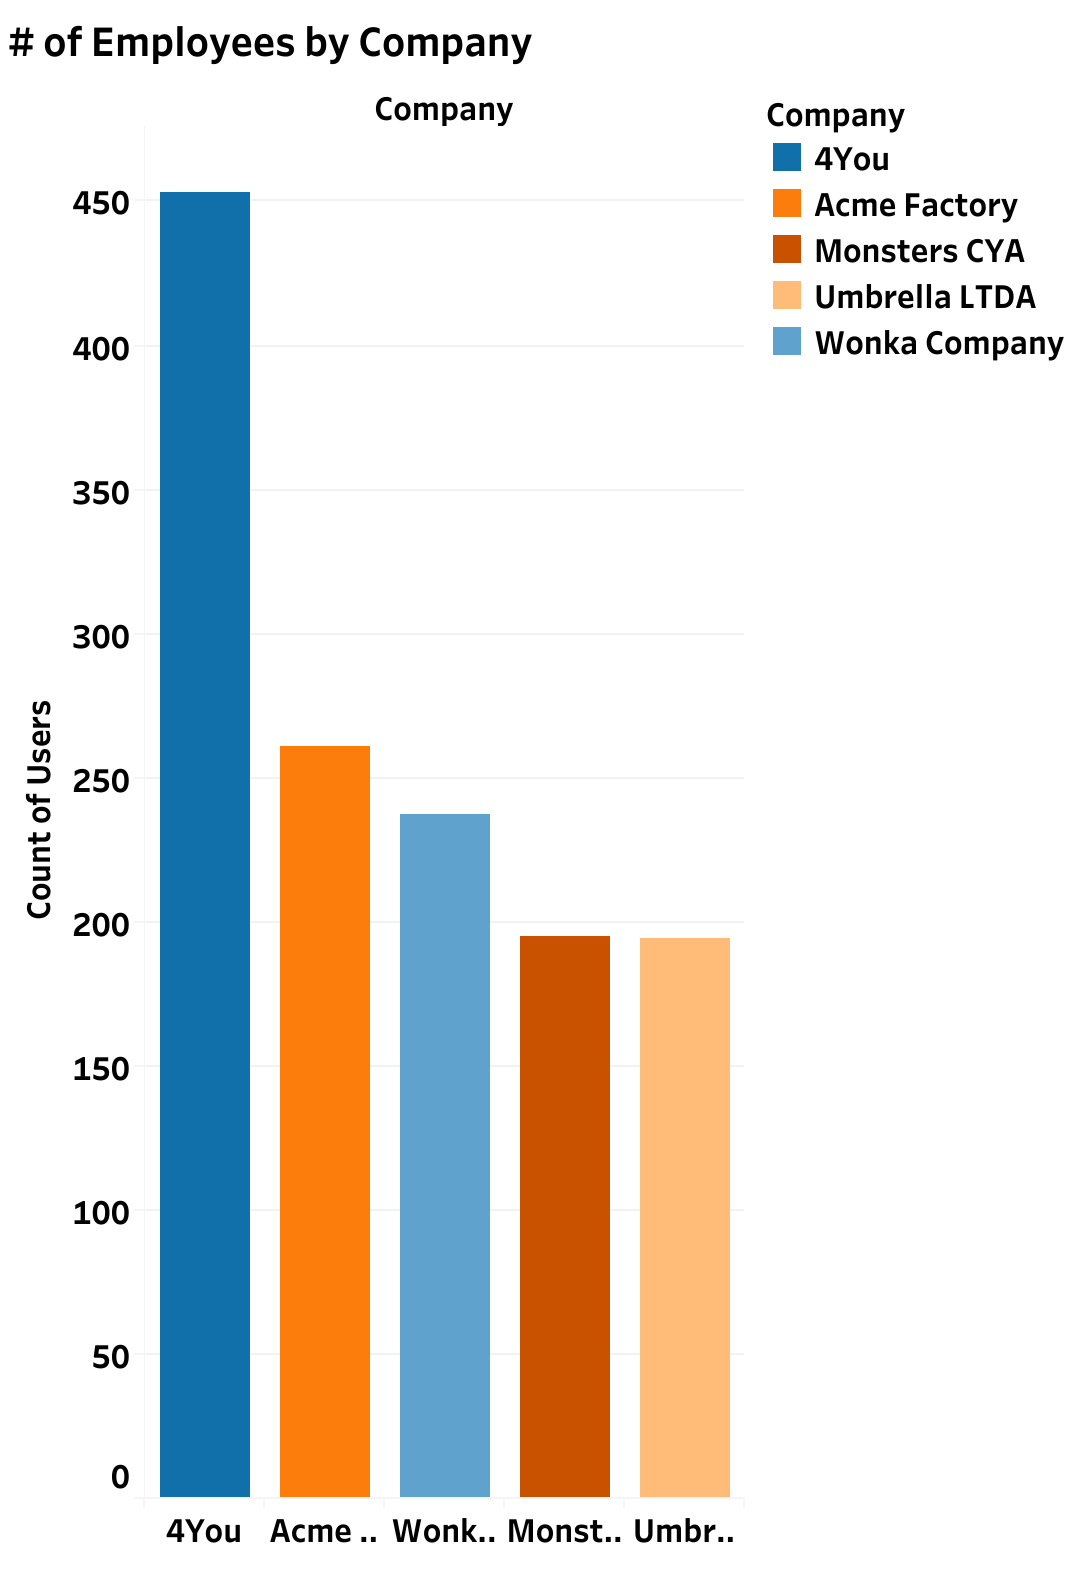 # of Employees by Company
Company
Count of Users
450
400
350
300
250
200
150
100
50
0
4You Acme .. Wonk.. Monst.. Umbr..
Company
4You
Acme Factory
Monsters CYA
Umbrella LTDA
Wonka Company